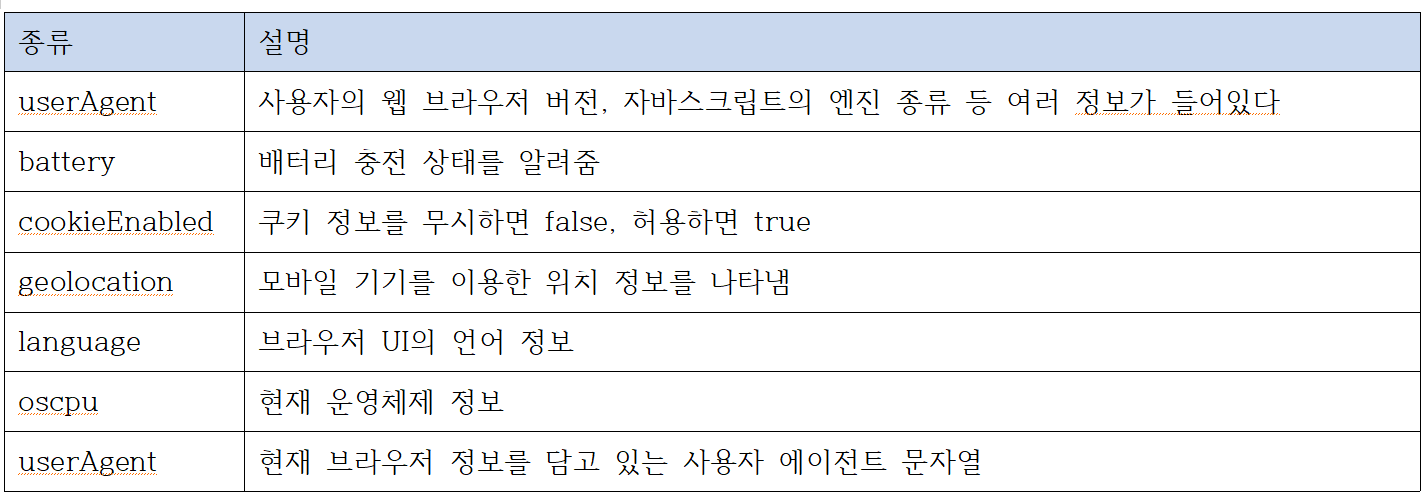 종류 설명
userAgent 사용자의 웹 브라우저 버전, 자바스크립트의 엔진 종류 등 여러 정보가 들어있다
battery 배터리 충전 상태를 알려줌
cookieEnabled 쿠키 정보를 무시하면 false, 허용하면 true
geolocation 모바일 기기를 이용한 위치 정보를 나타냄
language 브라우저 UI의 언어 정보
oscpu 현재 운영체제 정보
userAgent 현재 브라우저 정보를 담고 있는 사용자 에이전트 문자열